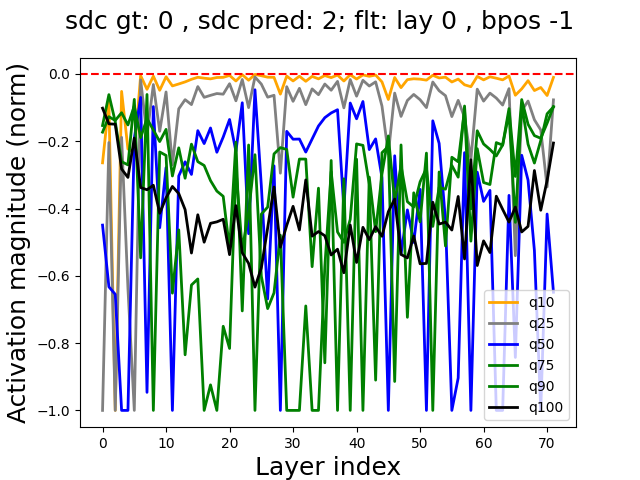 sdc gt: 0 , sdc pred: 2; flt: lay 0 , bpos -1
Activation magnitude (norm)
0.0
−0.2
−0.4
−0.6
−0.8
−1.0
q10
q25
q50
q75
q90
q100
0 10 20 30 40 50 60 70
Layer index